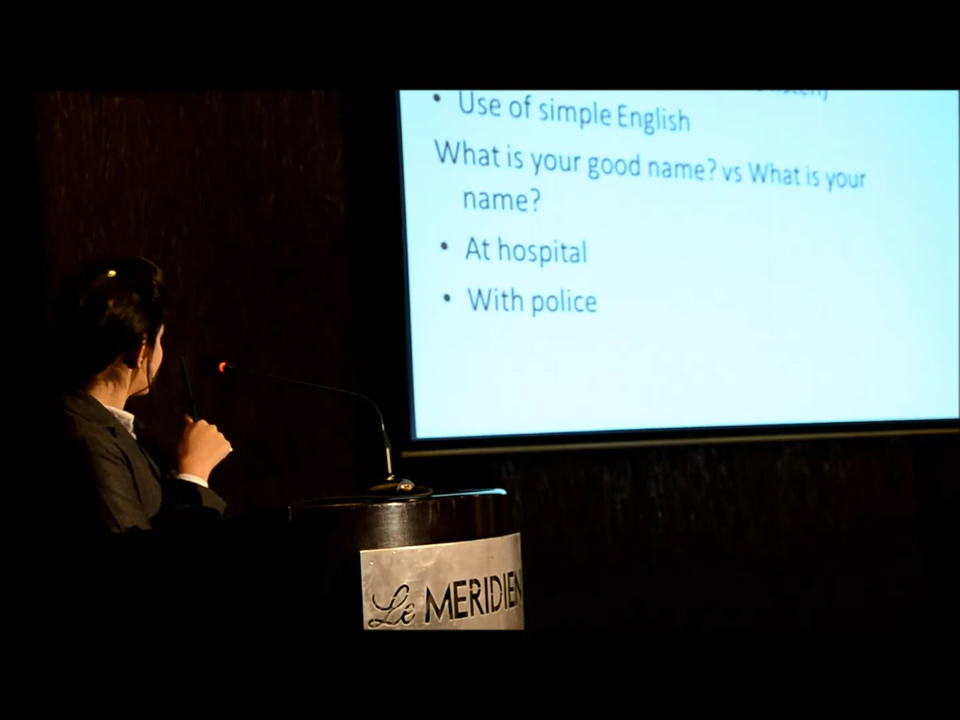 • Use of simple English
What is your good name? vs What is your
name?
• At hospital
• With police
Le MERIDIEN